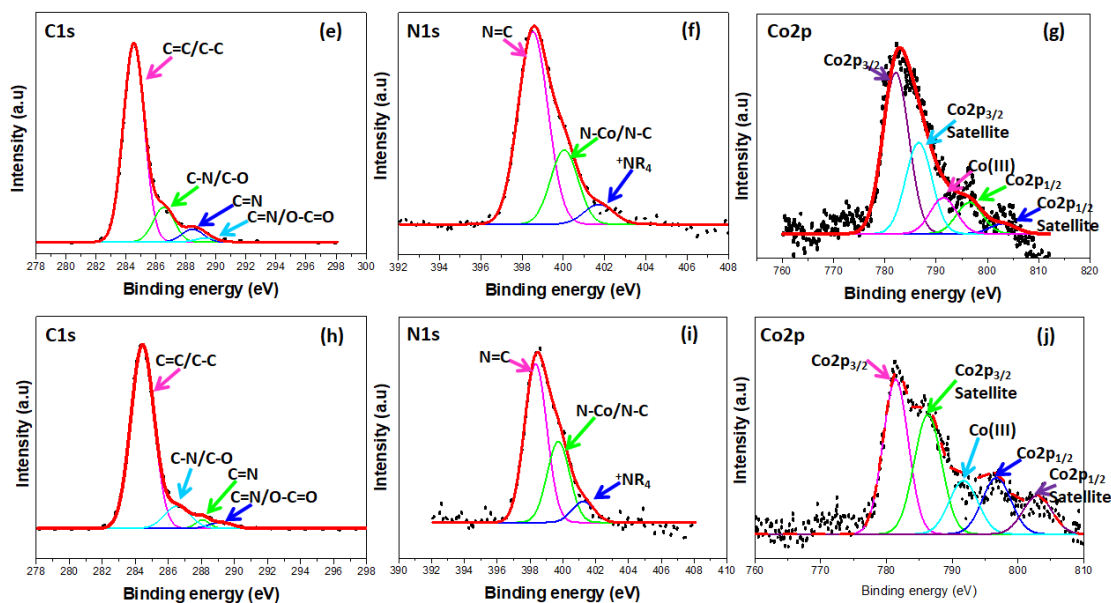 C1s
(e)
C=C/C-C
C-N/C-O
C=N
C=N/O-C=O
Intensity (a.u)
278 280 282 284 286 288 290 292 294 296 298 300
Binding energy (eV)
N1s
(f)
N=C
N-Co/N-C
⁺NR₄
Intensity (a.u)
392 394 396 398 400 402 404 406 408
Binding energy (eV)
Co2p
(g)
Co2p₃/₂
Co2p₃/₂
Satellite
Co(III)
Co2p₁/₂
Co2p₁/₂
Satellite
Intensity (a.u)
760 770 780 790 800 810 820
Binding energy (eV)
C1s
(h)
C=C/C-C
C-N/C-O
C=N
C=N/O-C=O
Intensity (a.u)
278 280 282 284 286 288 290 292 294 296 298
Binding energy (eV)
N1s
(i)
N=C
N-Co/N-C
⁺NR₄
Intensity (a.u)
390 392 394 396 398 400 402 404 406 408
Binding energy (eV)
Co2p
(j)
Co2p₃/₂
Co2p₃/₂
Satellite
Co(III)
Co2p₁/₂
Co2p₁/₂
Satellite
Intensity (a.u)
760 770 780 790 800 810
Binding energy (eV)